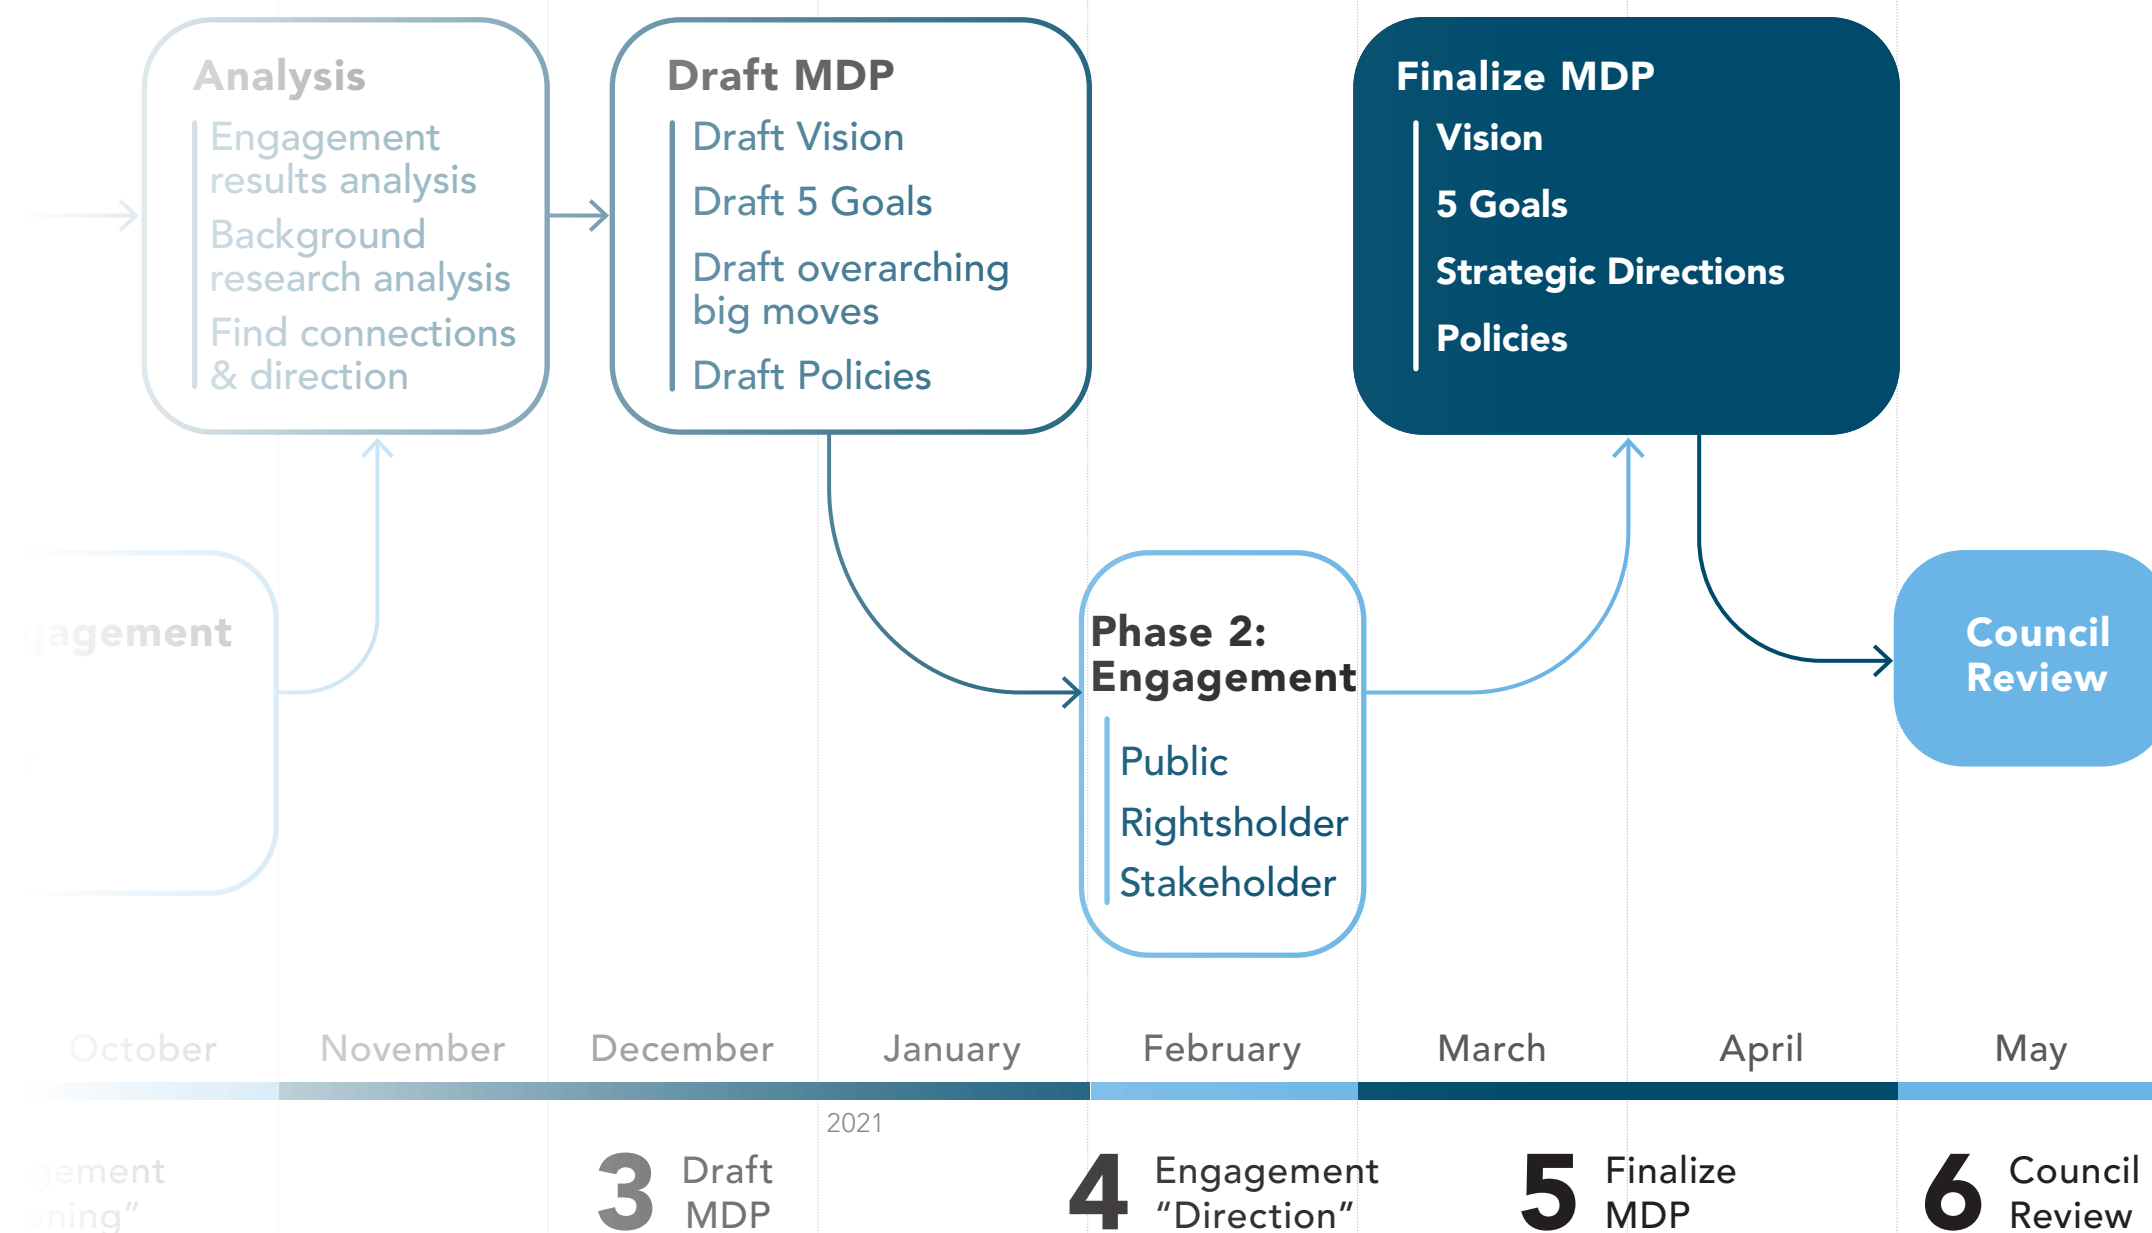 Analysis
Engagement
results analysis
Background
research analysis
Find connections
& direction
Draft MDP
Draft Vision
Draft 5 Goals
Draft overarching
big moves
Draft Policies
Finalize MDP
Vision
5 Goals
Strategic Directions
Policies
gagement
Phase 2:
Engagement
Public
Rightsholder
Stakeholder
Council
Review
October
November
December
January
February
March
April
May
2021
gement
oning”
3
Draft
MDP
4
Engagement
“Direction”
5
Finalize
MDP
6
Council
Review